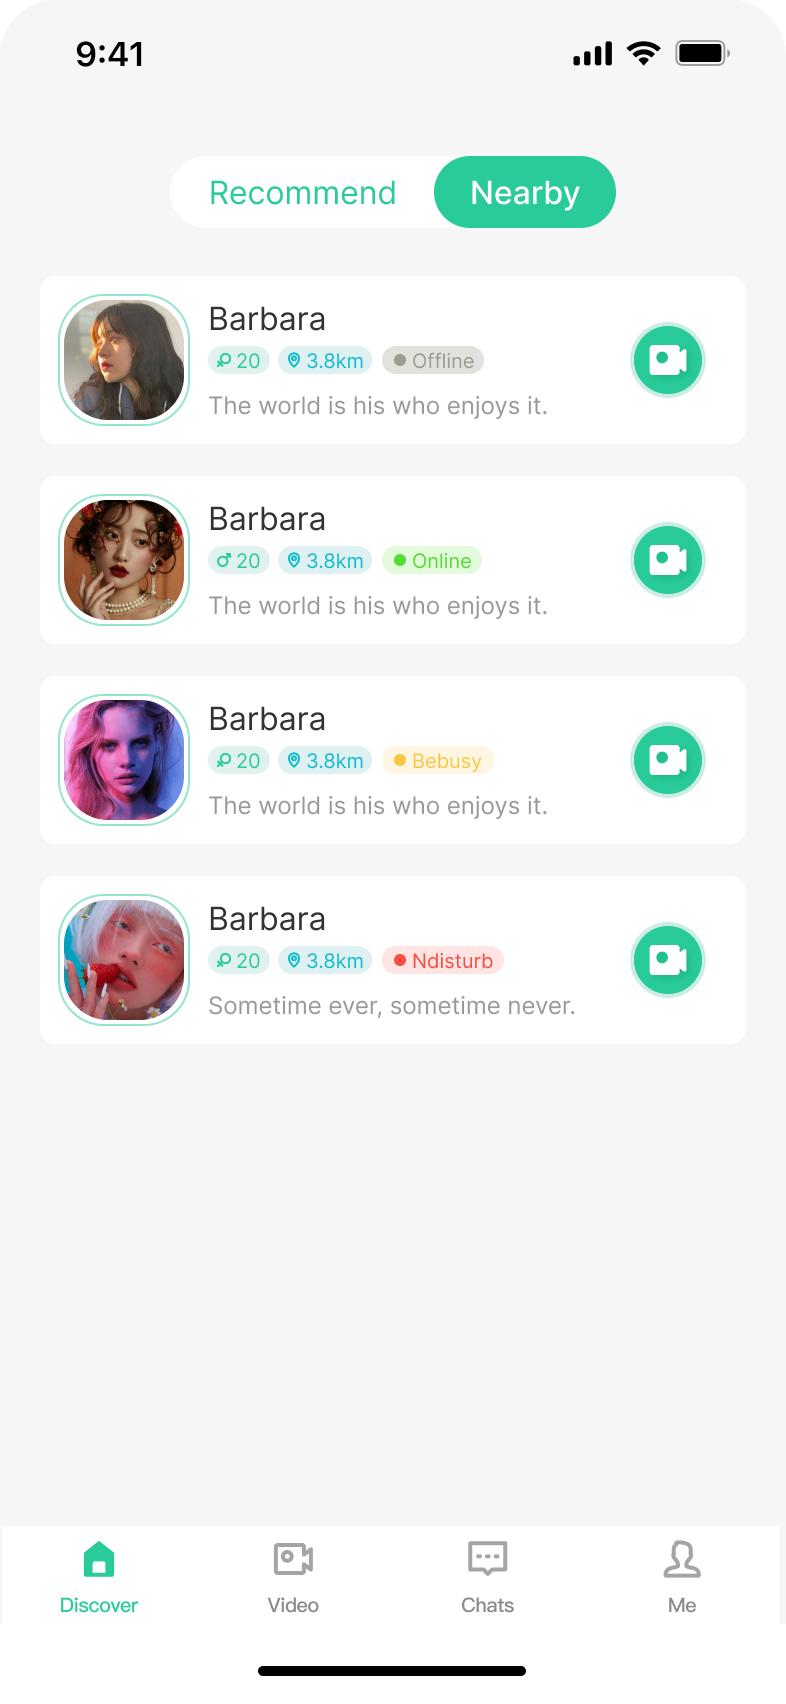 9:41
Recommend Nearby
Barbara
20 3.8km Offline
The world is his who enjoys it.
Barbara
20 3.8km Online
The world is his who enjoys it.
Barbara
20 3.8km Bebusy
The world is his who enjoys it.
Barbara
20 3.8km Ndisturb
Sometime ever, sometime never.
Discover Video Chats Me